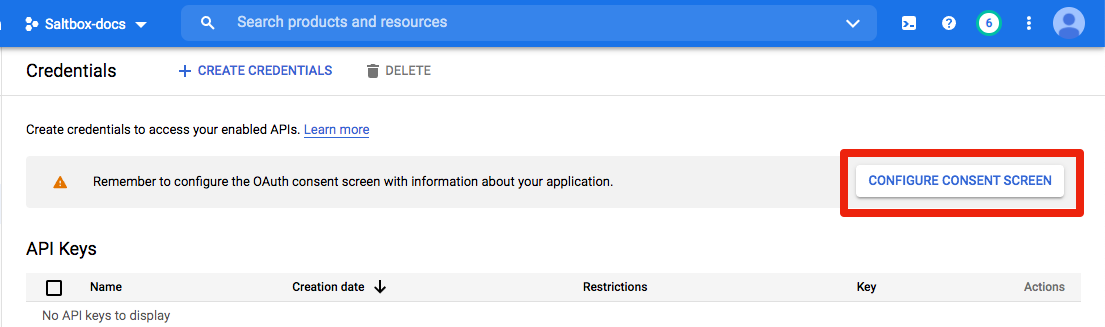 Saltbox-docs Search products and resources 6
Credentials CREATE CREDENTIALS DELETE
Create credentials to access your enabled APIs. Learn more
Remember to configure the OAuth consent screen with information about your application. CONFIGURE CONSENT SCREEN
API Keys
Name Creation date Restrictions Key Actions
No API keys to display